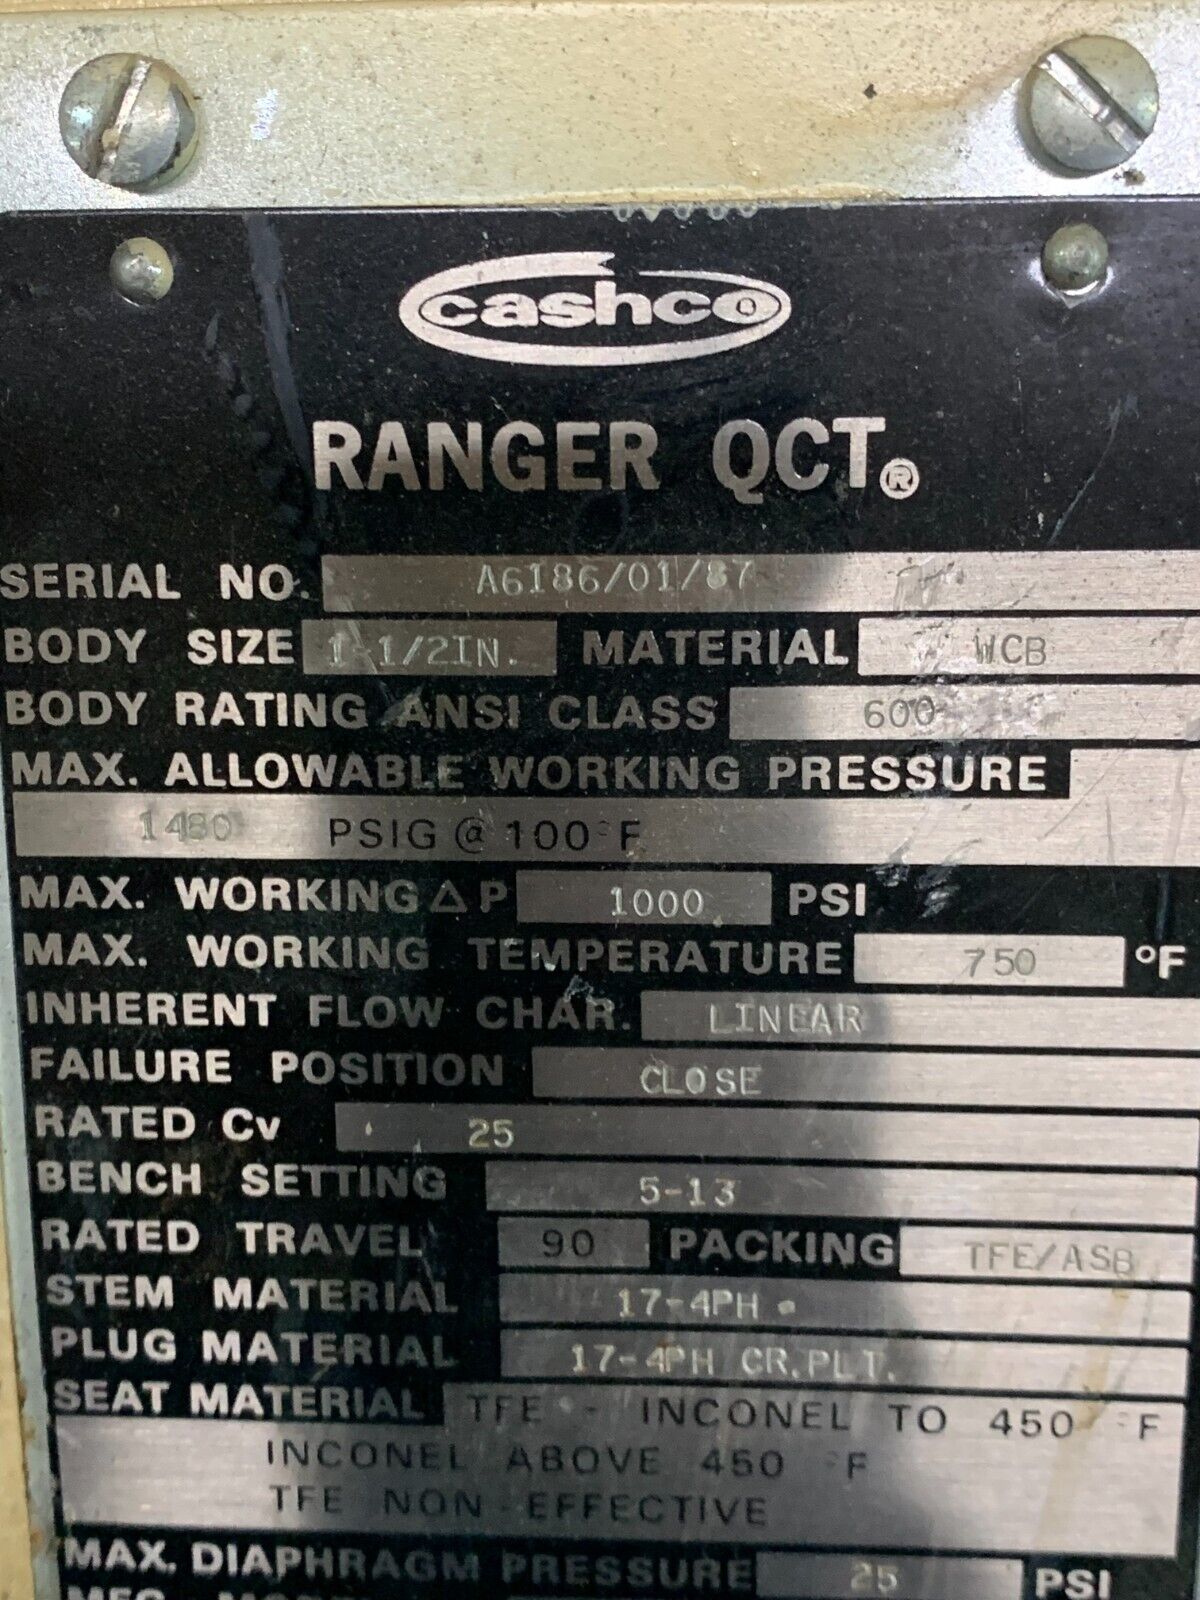 cashco®
RANGER QCT®
SERIAL NO. A6186/01/87
BODY SIZE 1-1/2IN. MATERIAL WCB
BODY RATING ANSI CLASS 600
MAX. ALLOWABLE WORKING PRESSURE
1480 PSIG @ 100°F
MAX. WORKING Δ P 1000 PSI
MAX. WORKING TEMPERATURE 750 °F
INHERENT FLOW CHAR. LINEAR
FAILURE POSITION CLOSE
RATED Cv 25
BENCH SETTING 5-13
RATED TRAVEL 90 PACKING TFE/ASB
STEM MATERIAL 17-4PH
PLUG MATERIAL 17-4PH CR.PLT.
SEAT MATERIAL TFE - INCONEL TO 450 °F
INCONEL ABOVE 450 °F
TFE NON-EFFECTIVE
MAX. DIAPHRAGM PRESSURE 25 PSI